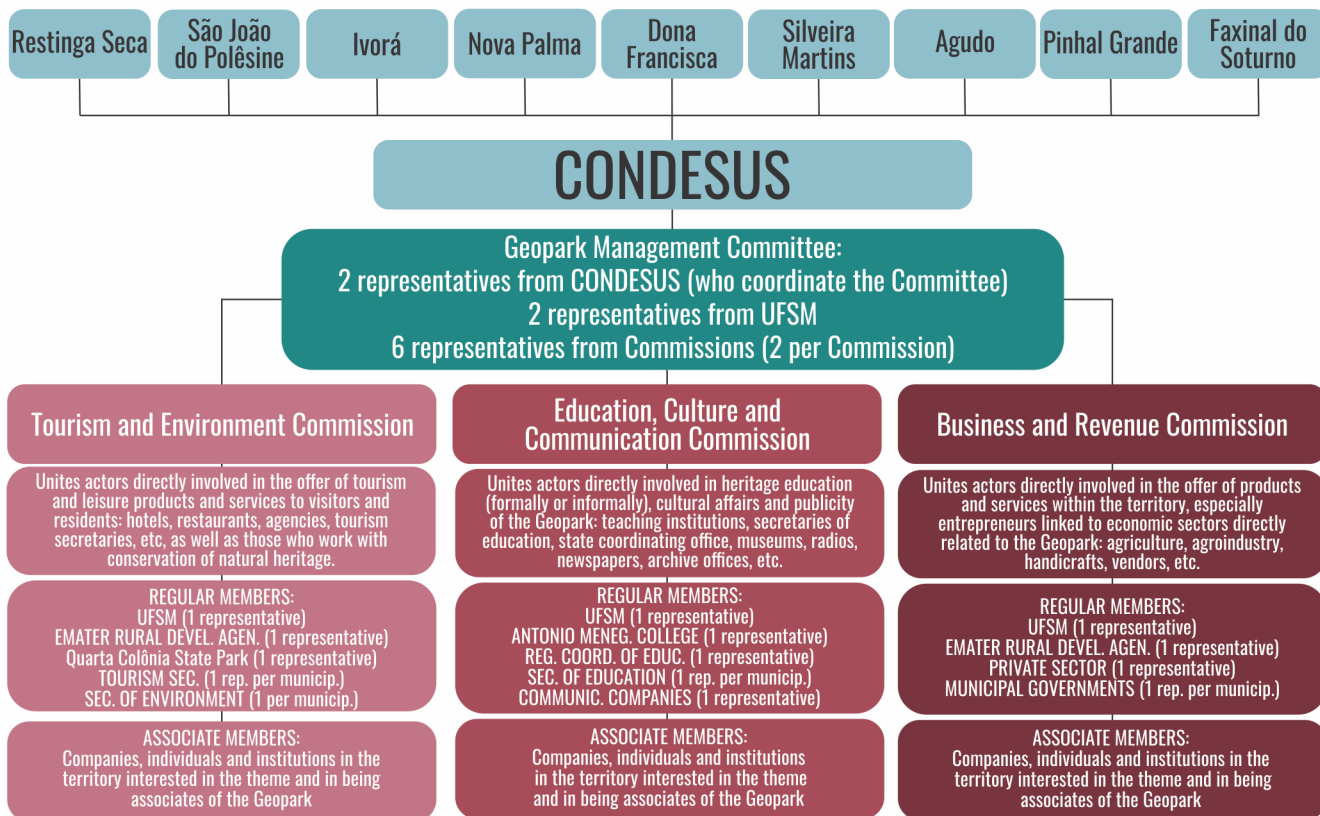 Restinga Seca
São João
do Polêsine
Ivorá
Nova Palma
Dona
Francisca
Silveira
Martins
Agudo
Pinhal Grande
Faxinal do
Soturno
CONDESUS
Geopark Management Committee:
2 representatives from CONDESUS (who coordinate the Committee)
2 representatives from UFSM
6 representatives from Commissions (2 per Commission)
Tourism and Environment Commission
Unites actors directly involved in the offer of tourism
and leisure products and services to visitors and
residents: hotels, restaurants, agencies, tourism
secretaries, etc, as well as those who work with
conservation of natural heritage.
REGULAR MEMBERS:
UFSM (1 representative)
EMATER RURAL DEVEL. AGEN. (1 representative)
Quarta Colônia State Park (1 representative)
TOURISM SEC. (1 rep. per municip.)
SEC. OF ENVIRONMENT (1 per municip.)
ASSOCIATE MEMBERS:
Companies, individuals and institutions in the
territory interested in the theme and in being
associates of the Geopark
Education, Culture and
Communication Commission
Unites actors directly involved in heritage education
(formally or informally), cultural affairs and publicity
of the Geopark: teaching institutions, secretaries of
education, state coordinating office, museums, radios,
newspapers, archive offices, etc.
REGULAR MEMBERS:
UFSM (1 representative)
ANTONIO MENEG. COLLEGE (1 representative)
REG. COORD. OF EDUC. (1 representative)
SEC. OF EDUCATION (1 rep. per municip.)
COMMUNIC. COMPANIES (1 representative)
ASSOCIATE MEMBERS:
Companies, individuals and institutions
in the territory interested in the theme
and in being associates of the Geopark
Business and Revenue Commission
Unites actors directly involved in the offer of products
and services within the territory, especially
entrepreneurs linked to economic sectors directly
related to the Geopark: agriculture, agroindustry,
handicrafts, vendors, etc.
REGULAR MEMBERS:
UFSM (1 representative)
EMATER RURAL DEVEL. AGEN. (1 representative)
PRIVATE SECTOR (1 representative)
MUNICIPAL GOVERNMENTS (1 rep. per municip.)
ASSOCIATE MEMBERS:
Companies, individuals and institutions in the
territory interested in the theme and in being
associates of the Geopark